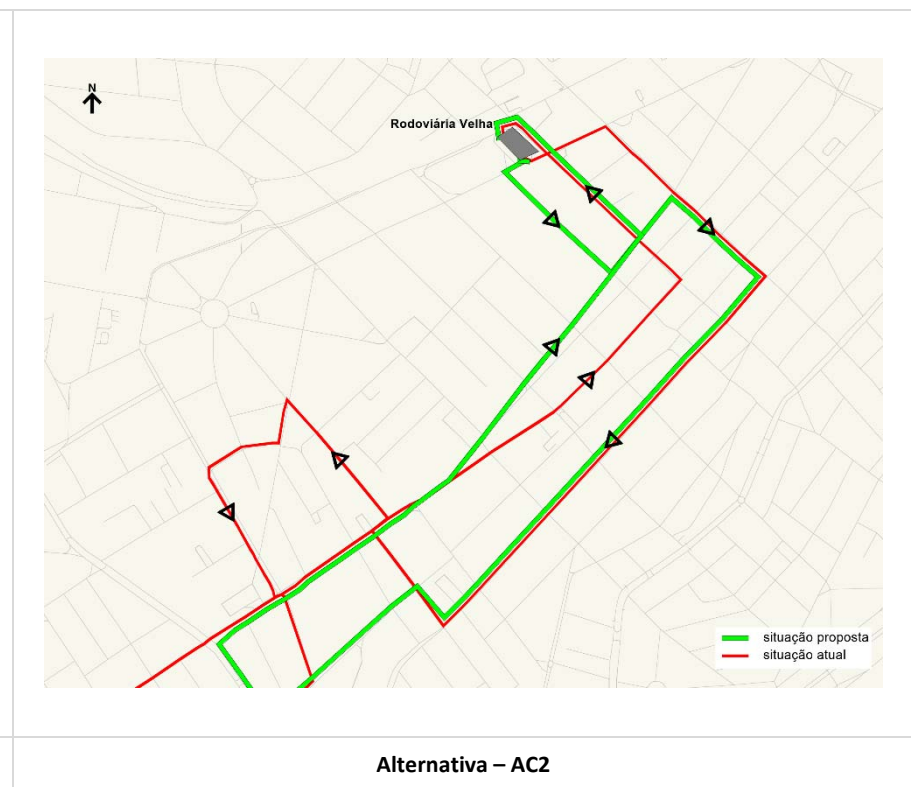 N
Rodoviária Velha
situação proposta
situação atual
Alternativa – AC2